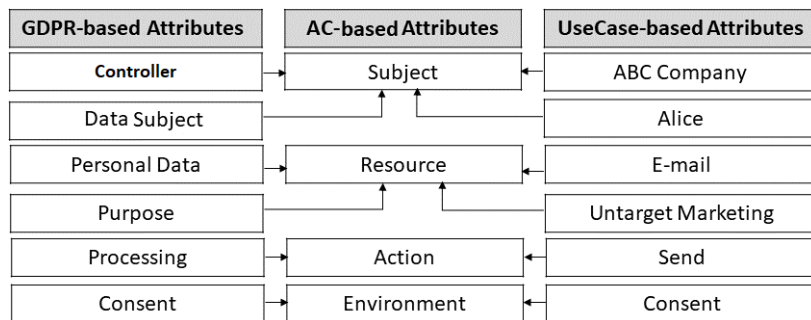 GDPR-based Attributes AC-based Attributes UseCase-based Attributes
Controller Subject ABC Company
Data Subject Alice
Personal Data Resource E-mail
Purpose Untarget Marketing
Processing Action Send
Consent Environment Consent